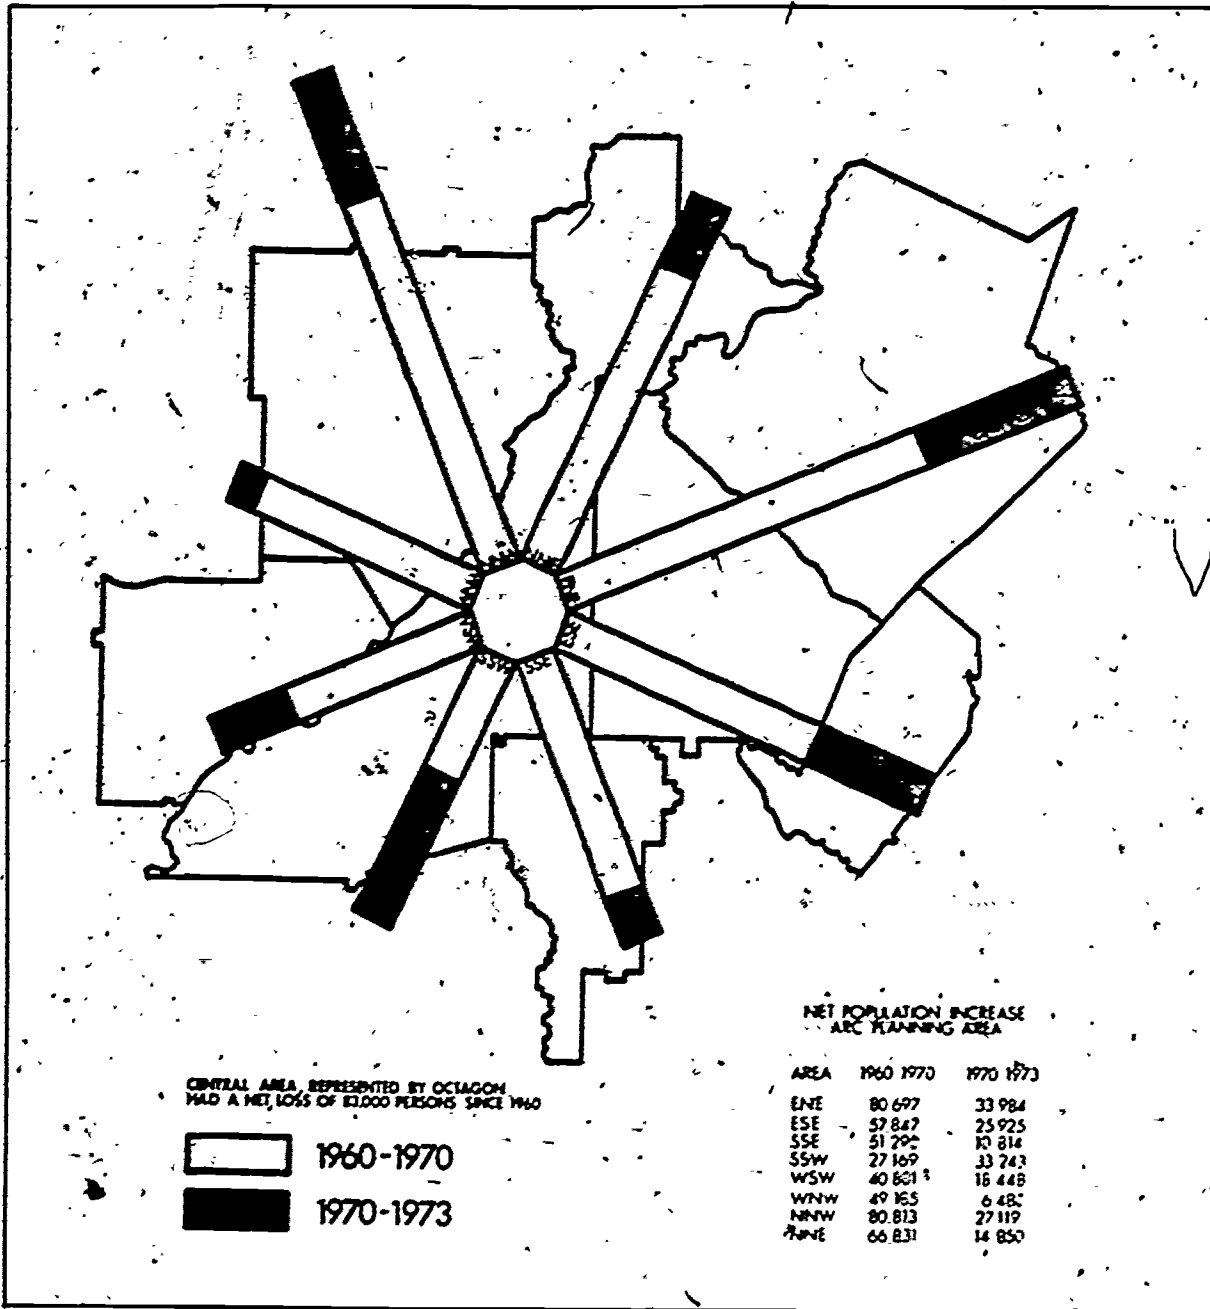 SSE
CENTRAL AREA, REPRESENTED BY OCTAGON
HAD A NET LOSS OF 83,000 PERSONS SINCE 1960
1960-1970
1970-1973
NET POPULATION INCREASE
ARC PLANNING AREA
AREA 1960 1970 1970 1973
ENE 80 697 33 984
ESE 57 847 25 925
SSE 10 814
SSW 27 169 33 243
WSW 18 448
WNW 49 165
NNW 80.813 27 119
NNE 66 831 14 850